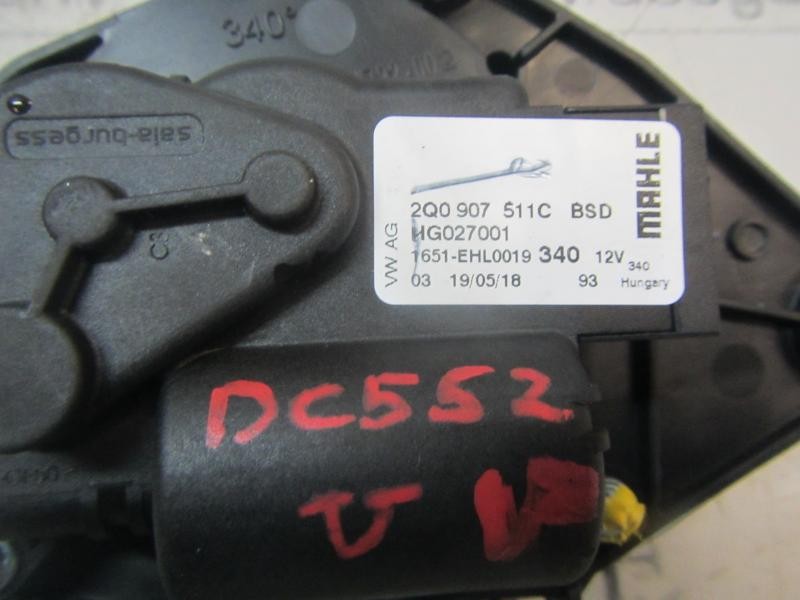 340°
saia-burgess
MAHLE
VW AG
2Q0 907 511C BSD
HG027001
1651-EHL0019 340 12V
340
03 19/05/18 93 Hungary
DC552
U